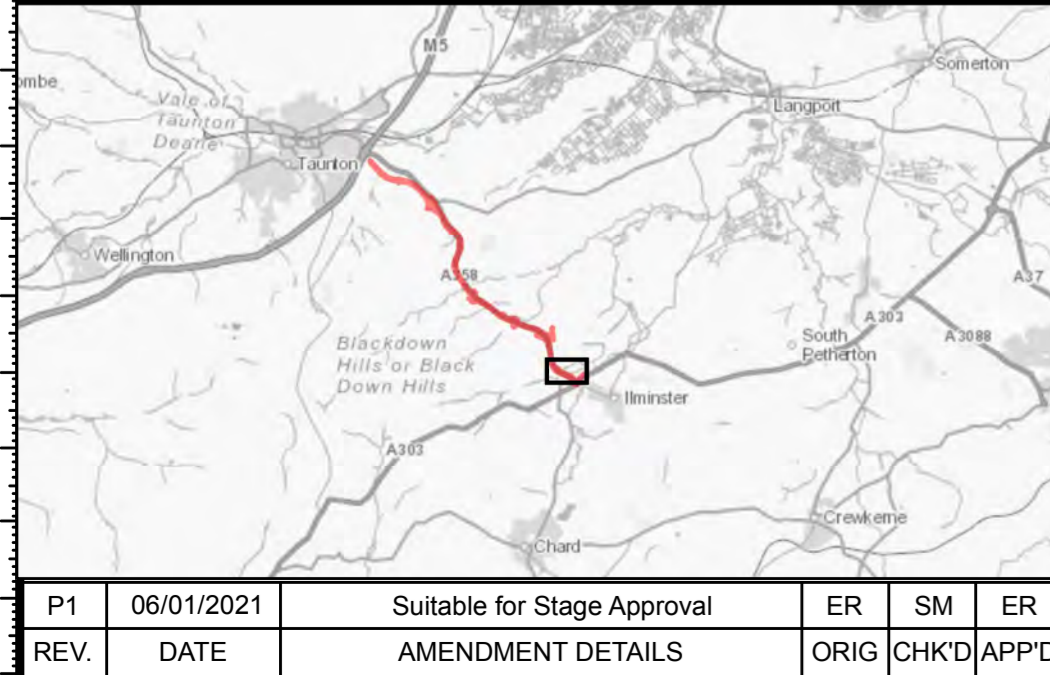 M5
Somerton
ombe
Vale of
Taunton
Deane
Langport
Taunton
Wellington
A358
A37
A303
A3088
South
Petherton
Blackdown
Hills or Black
Down Hills
Ilminster
A303
Crewkerne
Chard
P1 06/01/2021 Suitable for Stage Approval ER SM ER
REV. DATE AMENDMENT DETAILS ORIG CHK'D APP'D